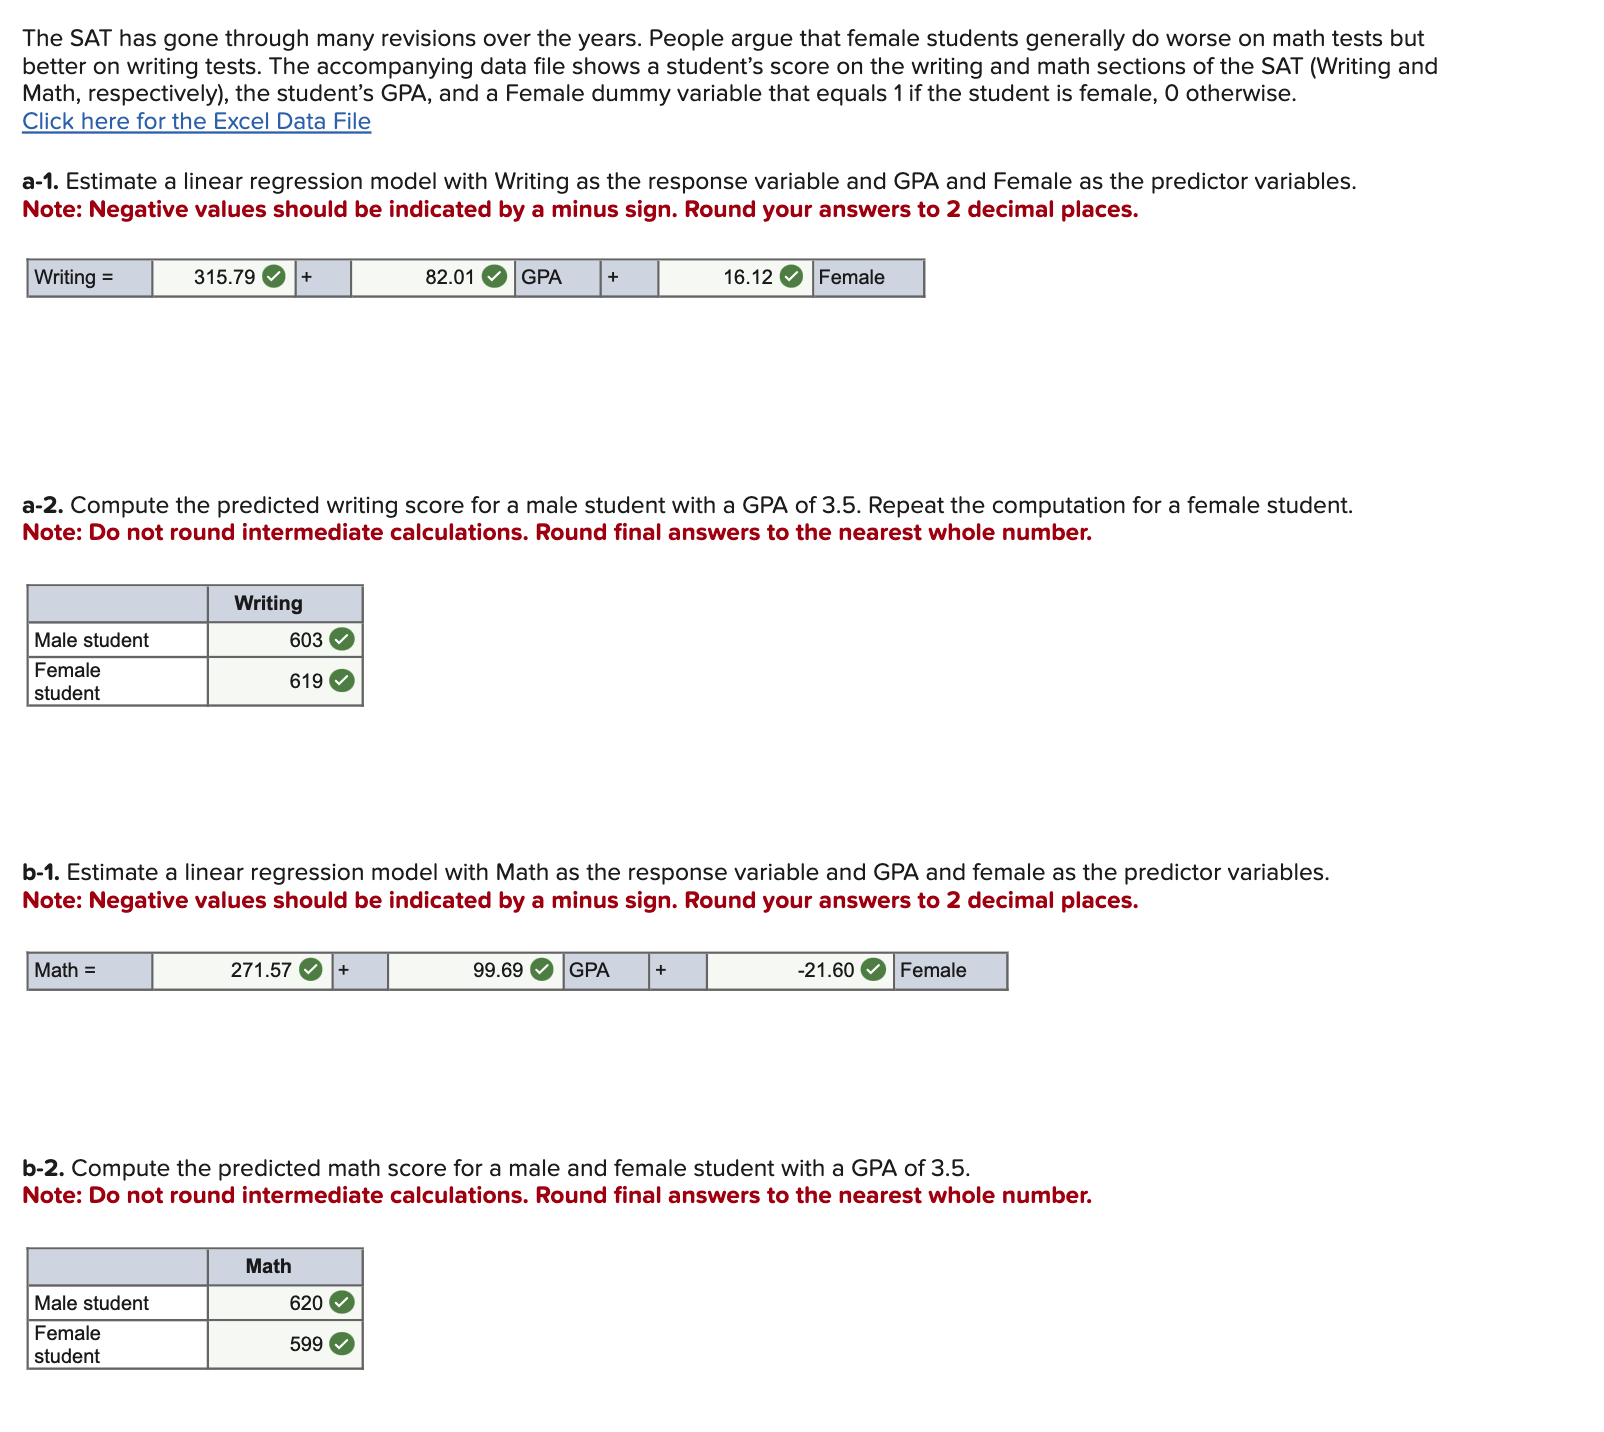 The SAT has gone through many revisions over the years. People argue that female students generally do worse on math tests but
better on writing tests. The accompanying data file shows a student’s score on the writing and math sections of the SAT (Writing and
Math, respectively), the student’s GPA, and a Female dummy variable that equals 1 if the student is female, 0 otherwise.
Click here for the Excel Data File
a-1. Estimate a linear regression model with Writing as the response variable and GPA and Female as the predictor variables.
Note: Negative values should be indicated by a minus sign. Round your answers to 2 decimal places.
Writing = 315.79 + 82.01 GPA + 16.12 Female
a-2. Compute the predicted writing score for a male student with a GPA of 3.5. Repeat the computation for a female student.
Note: Do not round intermediate calculations. Round final answers to the nearest whole number.
Writing
Male student 603
Female
student 619
b-1. Estimate a linear regression model with Math as the response variable and GPA and female as the predictor variables.
Note: Negative values should be indicated by a minus sign. Round your answers to 2 decimal places.
Math = 271.57 + 99.69 GPA + -21.60 Female
b-2. Compute the predicted math score for a male and female student with a GPA of 3.5.
Note: Do not round intermediate calculations. Round final answers to the nearest whole number.
Math
Male student 620
Female
student 599